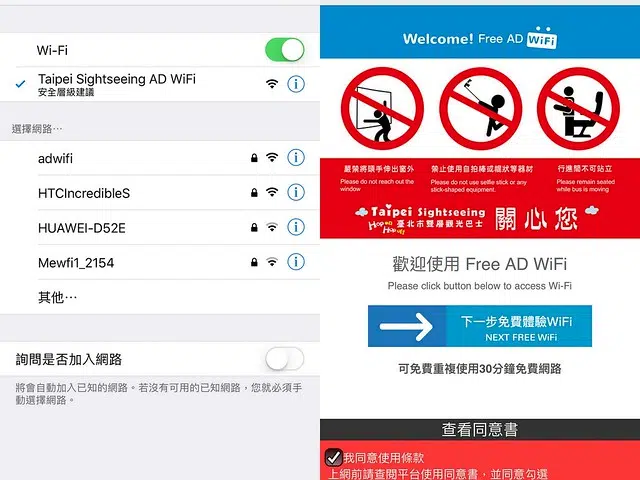 Wi-Fi
Taipei Sightseeing AD WiFi
安全層級建議
選擇網路…
adwifi
HTCIncredibleS
HUAWEI-D52E
Mewfi1_2154
其他…
詢問是否加入網路
將會自動加入已知的網路。若沒有可用的已知網路，您就必須手
動選擇網路。
Welcome! Free AD WiFi
嚴禁將頭手伸出窗外
Please do not reach out the
window
禁止使用自拍棒或棍狀等器材
Please do not use selfie stick or any
stick-shaped equipment.
行進間不可站立
Please remain seated
while bus is moving
Taipei Sightseeing
Hop On Hop Off
臺北市雙層觀光巴士
關心您
歡迎使用 Free AD WiFi
Please click button below to access Wi-Fi
下一步免費體驗WiFi
NEXT FREE WiFi
可免費重複使用30分鐘免費網路
查看同意書
我同意使用條款
上網前請查閱平台使用同意書，並同意勾選